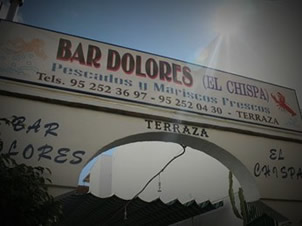 BAR DOLORES (EL CHISPA)
Pescados y Mariscos Frescos
Tels. 95 252 36 97 - 95 252 04 30 - TERRAZA
TERRAZA
BAR
DOLORES
EL
CHISPA